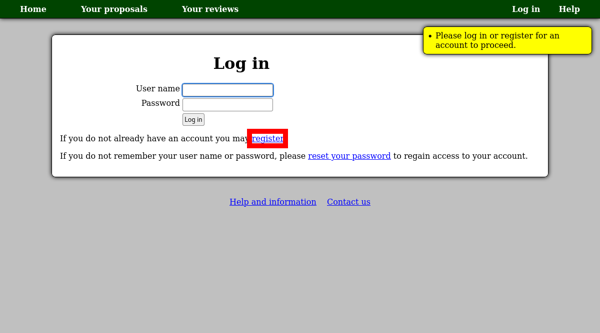 Home Your proposals Your reviews Log in Help
Please log in or register for an
account to proceed.
Log in
User name
Password
Log in
If you do not already have an account you may register
If you do not remember your user name or password, please reset your password to regain access to your account.
Help and information Contact us